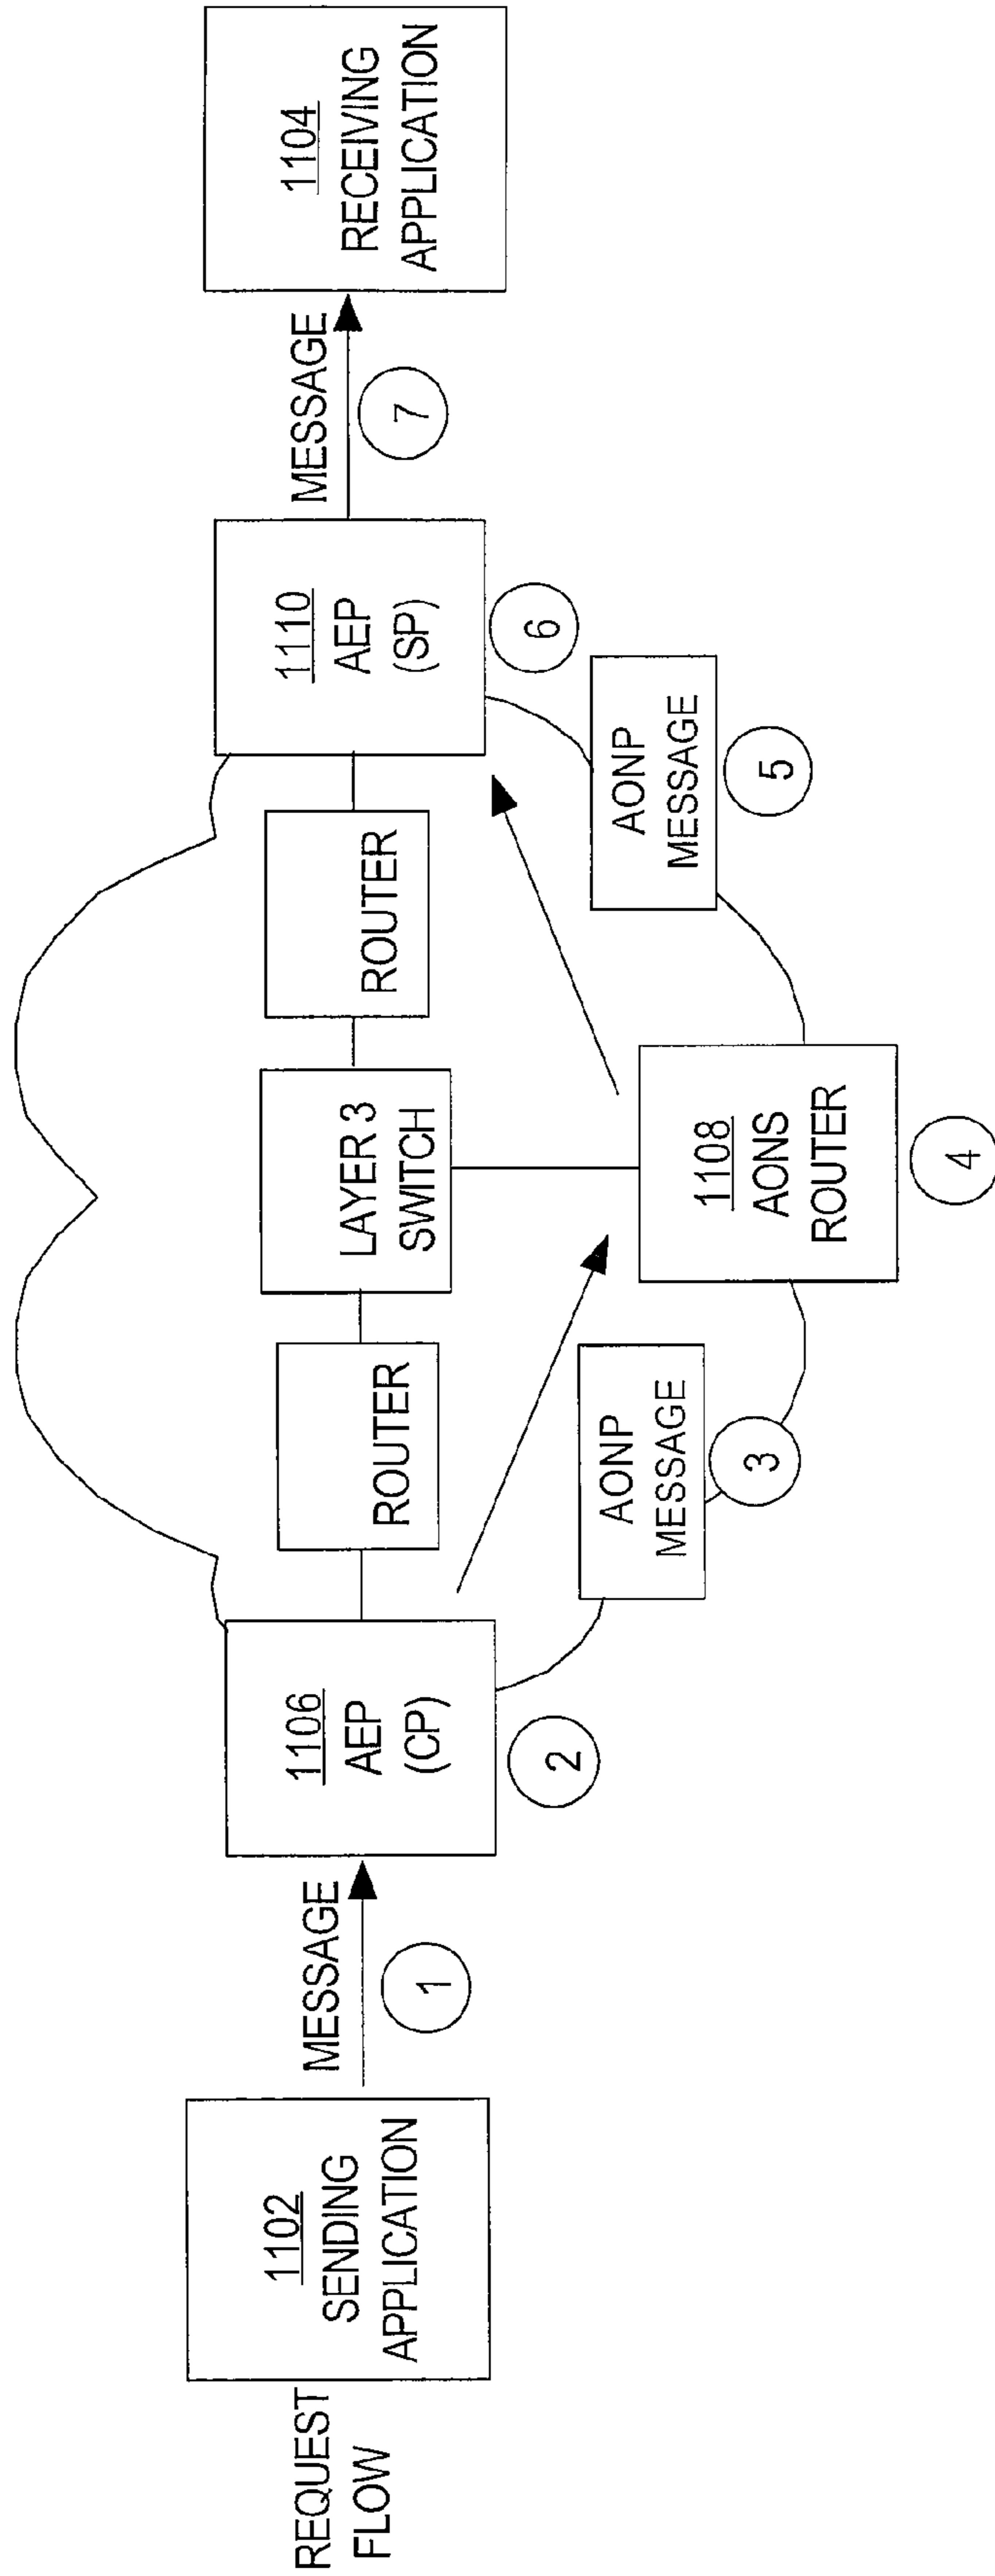 REQUEST
FLOW
1102
SENDING
APPLICATION
MESSAGE
1
1106
AEP
(CP)
2
ROUTER
AONP
MESSAGE
3
LAYER 3
SWITCH
1108
AONS
ROUTER
4
ROUTER
AONP
MESSAGE
5
1110
AEP
(SP)
6
MESSAGE
7
1104
RECEIVING
APPLICATION